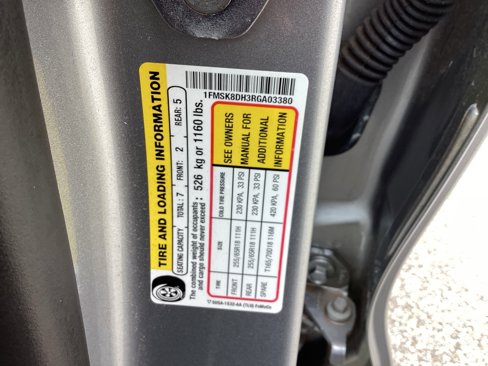 1FMSK8DH3RGA03380
TIRE AND LOADING INFORMATION
SEATING CAPACITY TOTAL: 7 FRONT: 2 REAR: 5
The combined weight of occupants
and cargo should never exceed: 526 kg or 1160 lbs.
TIRE SIZE COLD TIRE PRESSURE
FRONT 255/65R18 111H 230 KPA, 33 PSI
REAR 255/65R18 111H 230 KPA, 33 PSI
SPARE T165/70D18 116M 420 KPA, 60 PSI
SEE OWNERS
MANUAL FOR
ADDITIONAL
INFORMATION